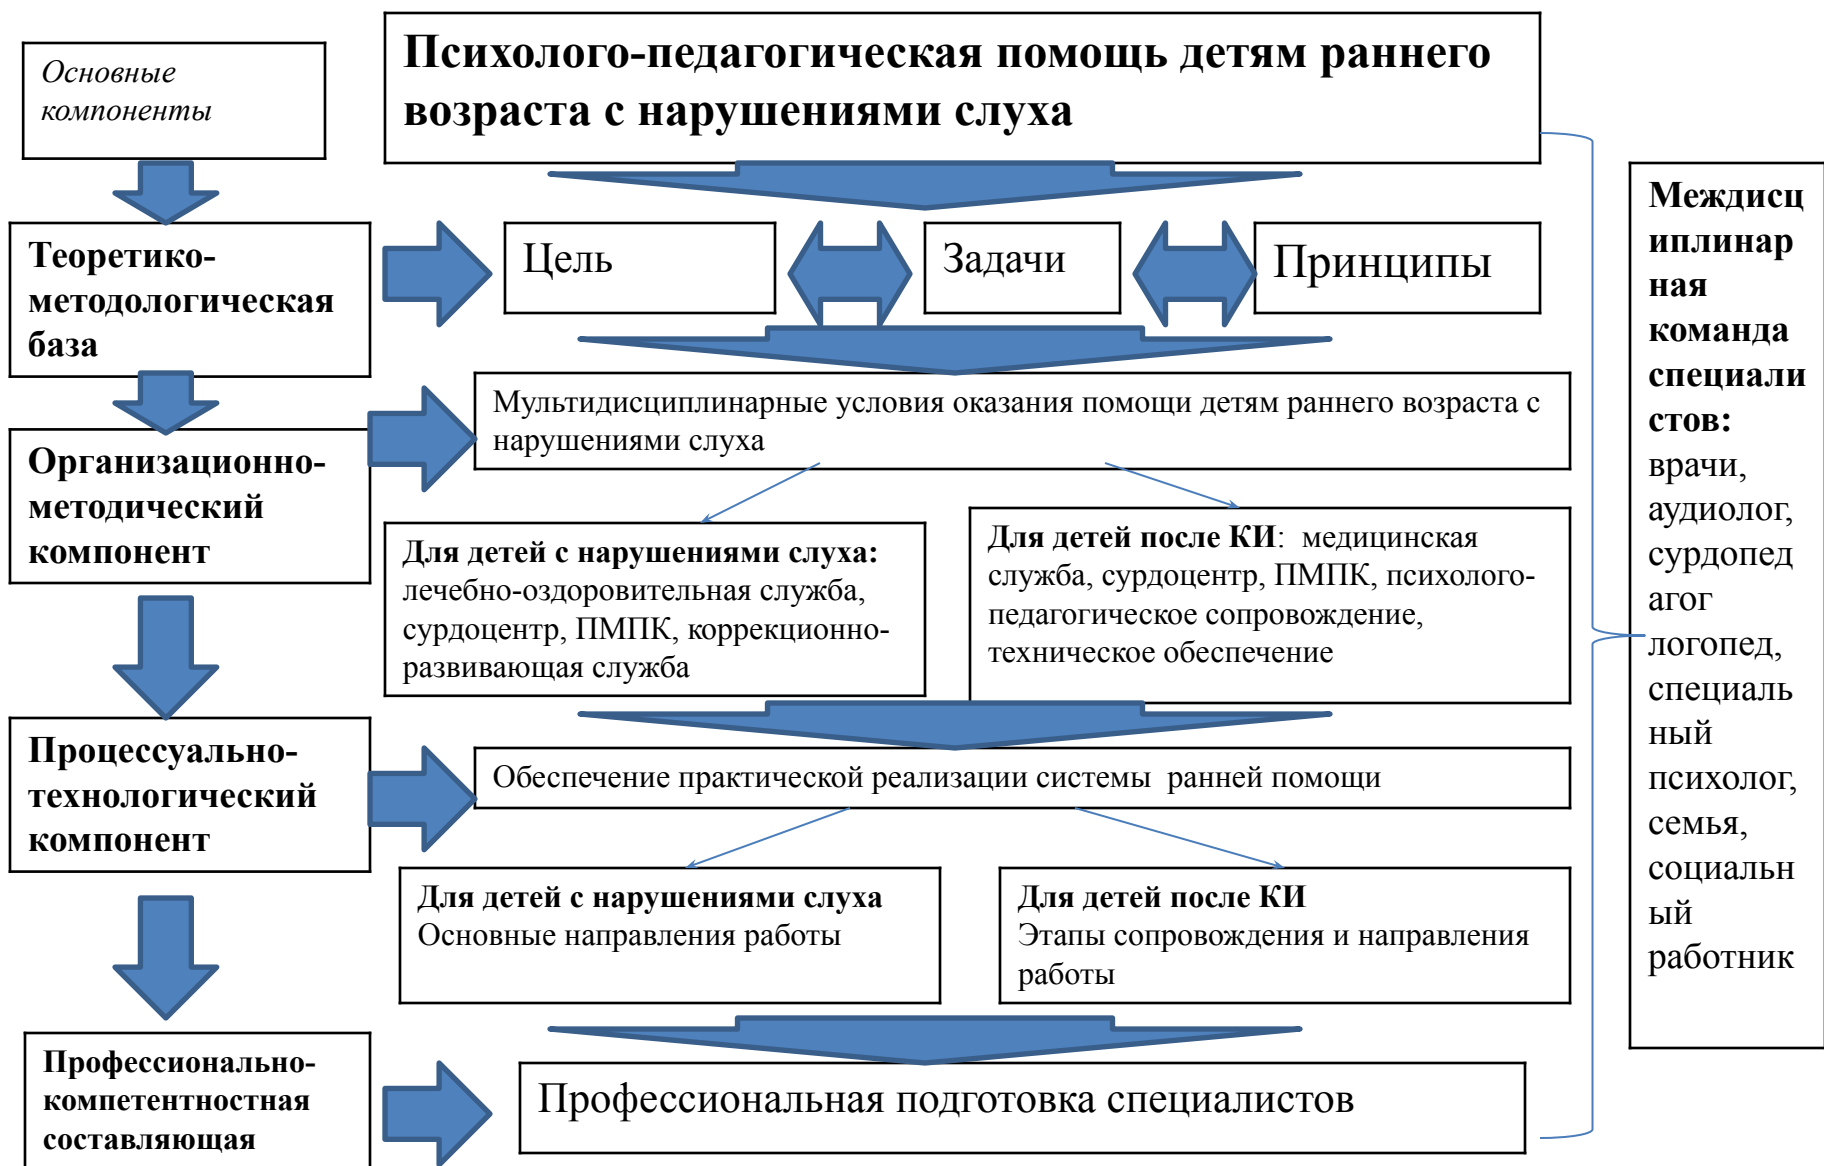 Основные
компоненты
Психолого-педагогическая помощь детям раннего
возраста с нарушениями слуха
Теоретико-
методологическая
база
Цель
Задачи
Принципы
Организационно-
методический
компонент
Мультидисциплинарные условия оказания помощи детям раннего возраста с
нарушениями слуха
Для детей с нарушениями слуха:
лечебно-оздоровительная служба,
сурдоцентр, ПМПК, коррекционно-
развивающая служба
Для детей после КИ:  медицинская
служба, сурдоцентр, ПМПК, психолого-
педагогическое сопровождение,
техническое обеспечение
Процессуально-
технологический
компонент
Обеспечение практической реализации системы  ранней помощи
Для детей с нарушениями слуха
Основные направления работы
Для детей после КИ
Этапы сопровождения и направления
работы
Профессионально-
компетентностная
составляющая
Профессиональная подготовка специалистов
Междисц
иплинар
ная
команда
специали
стов:
врачи,
аудиолог,
сурдопед
агог
логопед,
специаль
ный
психолог,
семья,
социальн
ый
работник